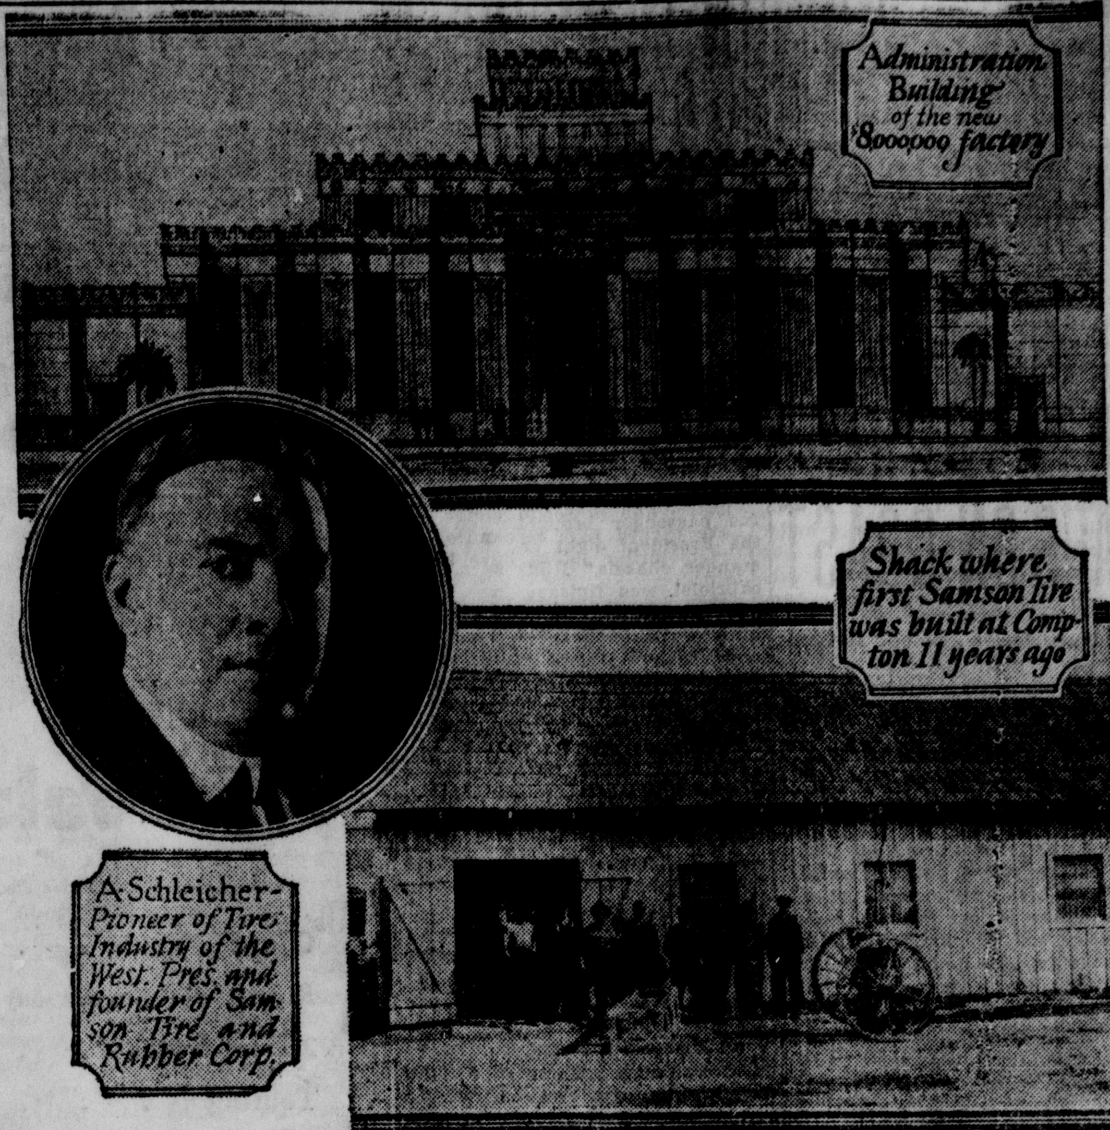 Administration
Building
of the new
$8000,000 factory
Shack where
first Samson Tire
was built at Comp-
ton 11 years ago
A. Schleicher-
Pioneer of Tire
Industry of the
West. Pres. and
founder of Sam-
son Tire and
Rubber Corp.